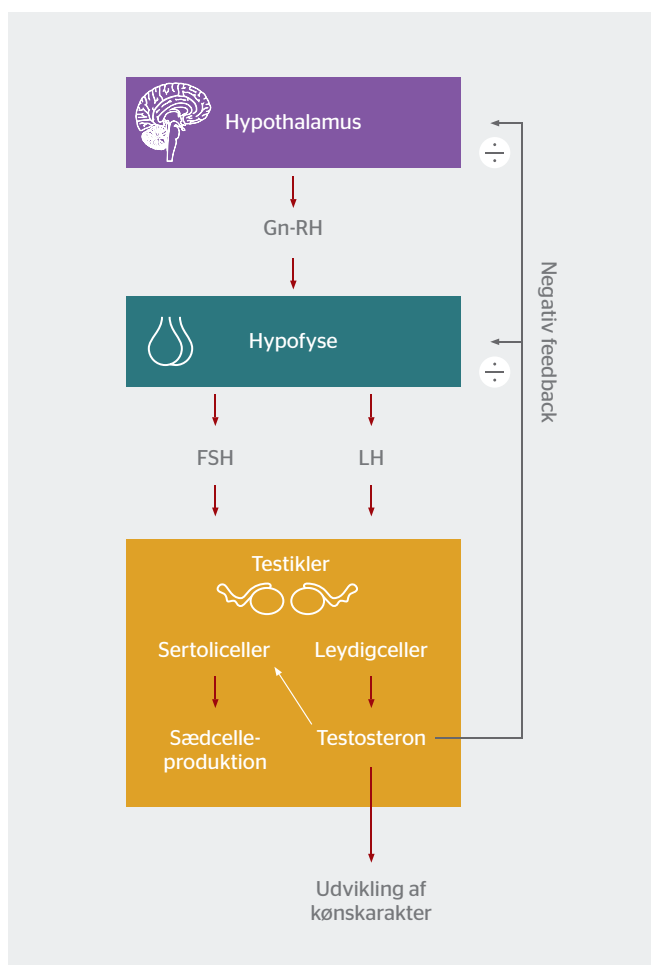 Hypothalamus
÷
Gn-RH
Negativ feedback
Hypofyse
÷
FSH
LH
Testikler
Sertoliceller
Leydigceller
Sædcelle-
produktion
Testosteron
Udvikling af
kønskarakter